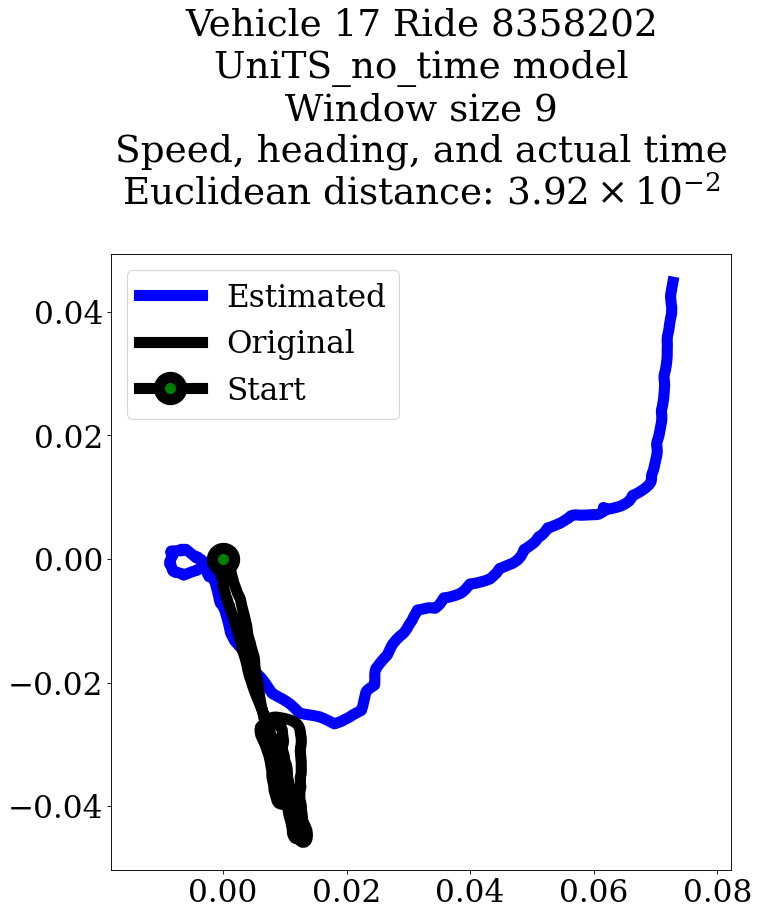 Vehicle 17 Ride 8358202
UniTS_no_time model
Window size 9
Speed, heading, and actual time
Euclidean distance: 3.92 × 10⁻²
Estimated
Original
Start
0.04
0.02
0.00
−0.02
−0.04
0.00 0.02 0.04 0.06 0.08